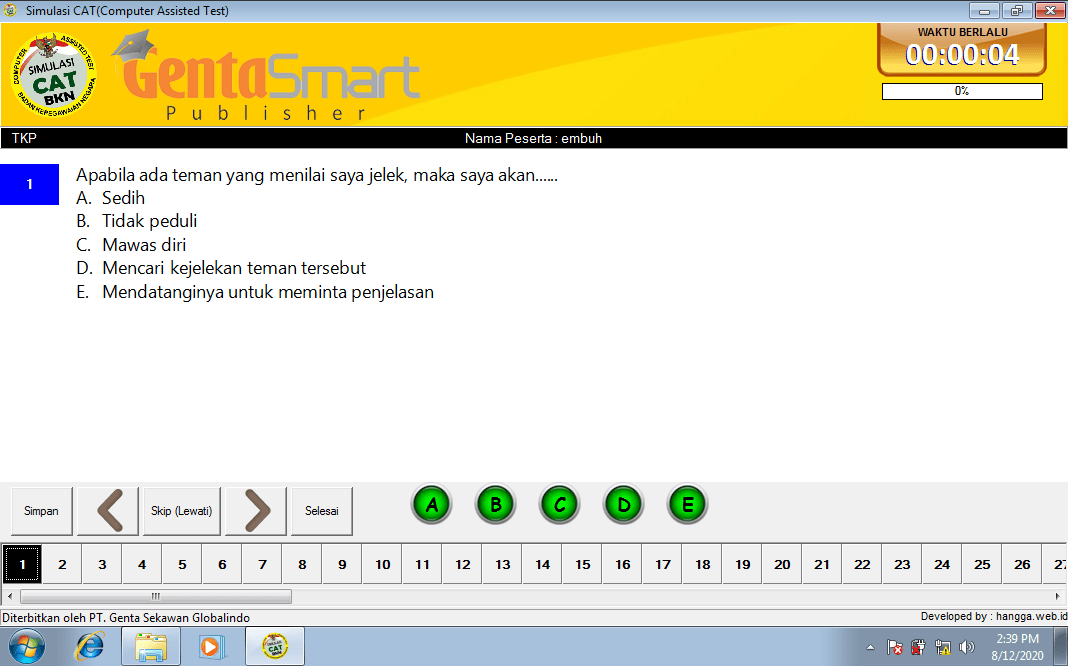 Simulasi CAT(Computer Assisted Test)
COMPUTER ASSISTED TEST
SIMULASI
CAT
BKN
BADAN KEPEGAWAIAN NEGARA
GentaSmart
Publisher
WAKTU BERLALU
00:00:04
0%
TKP
Nama Peserta : embuh
1
Apabila ada teman yang menilai saya jelek, maka saya akan......
A. Sedih
B. Tidak peduli
C. Mawas diri
D. Mencari kejelekan teman tersebut
E. Mendatanginya untuk meminta penjelasan
Simpan
Skip (Lewati)
Selesai
A B C D E
1 2 3 4 5 6 7 8 9 10 11 12 13 14 15 16 17 18 19 20 21 22 23 24 25 26 27
Diterbitkan oleh PT. Genta Sekawan Globalindo
Developed by : hangga.web.id
2:39 PM
8/12/2020